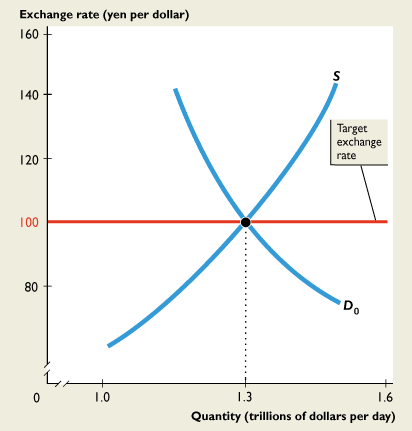 Exchange rate (yen per dollar)
160
140
S
Target
exchange
rate
120
100
80
D0
0
1.0
1.3
1.6
Quantity (trillions of dollars per day)